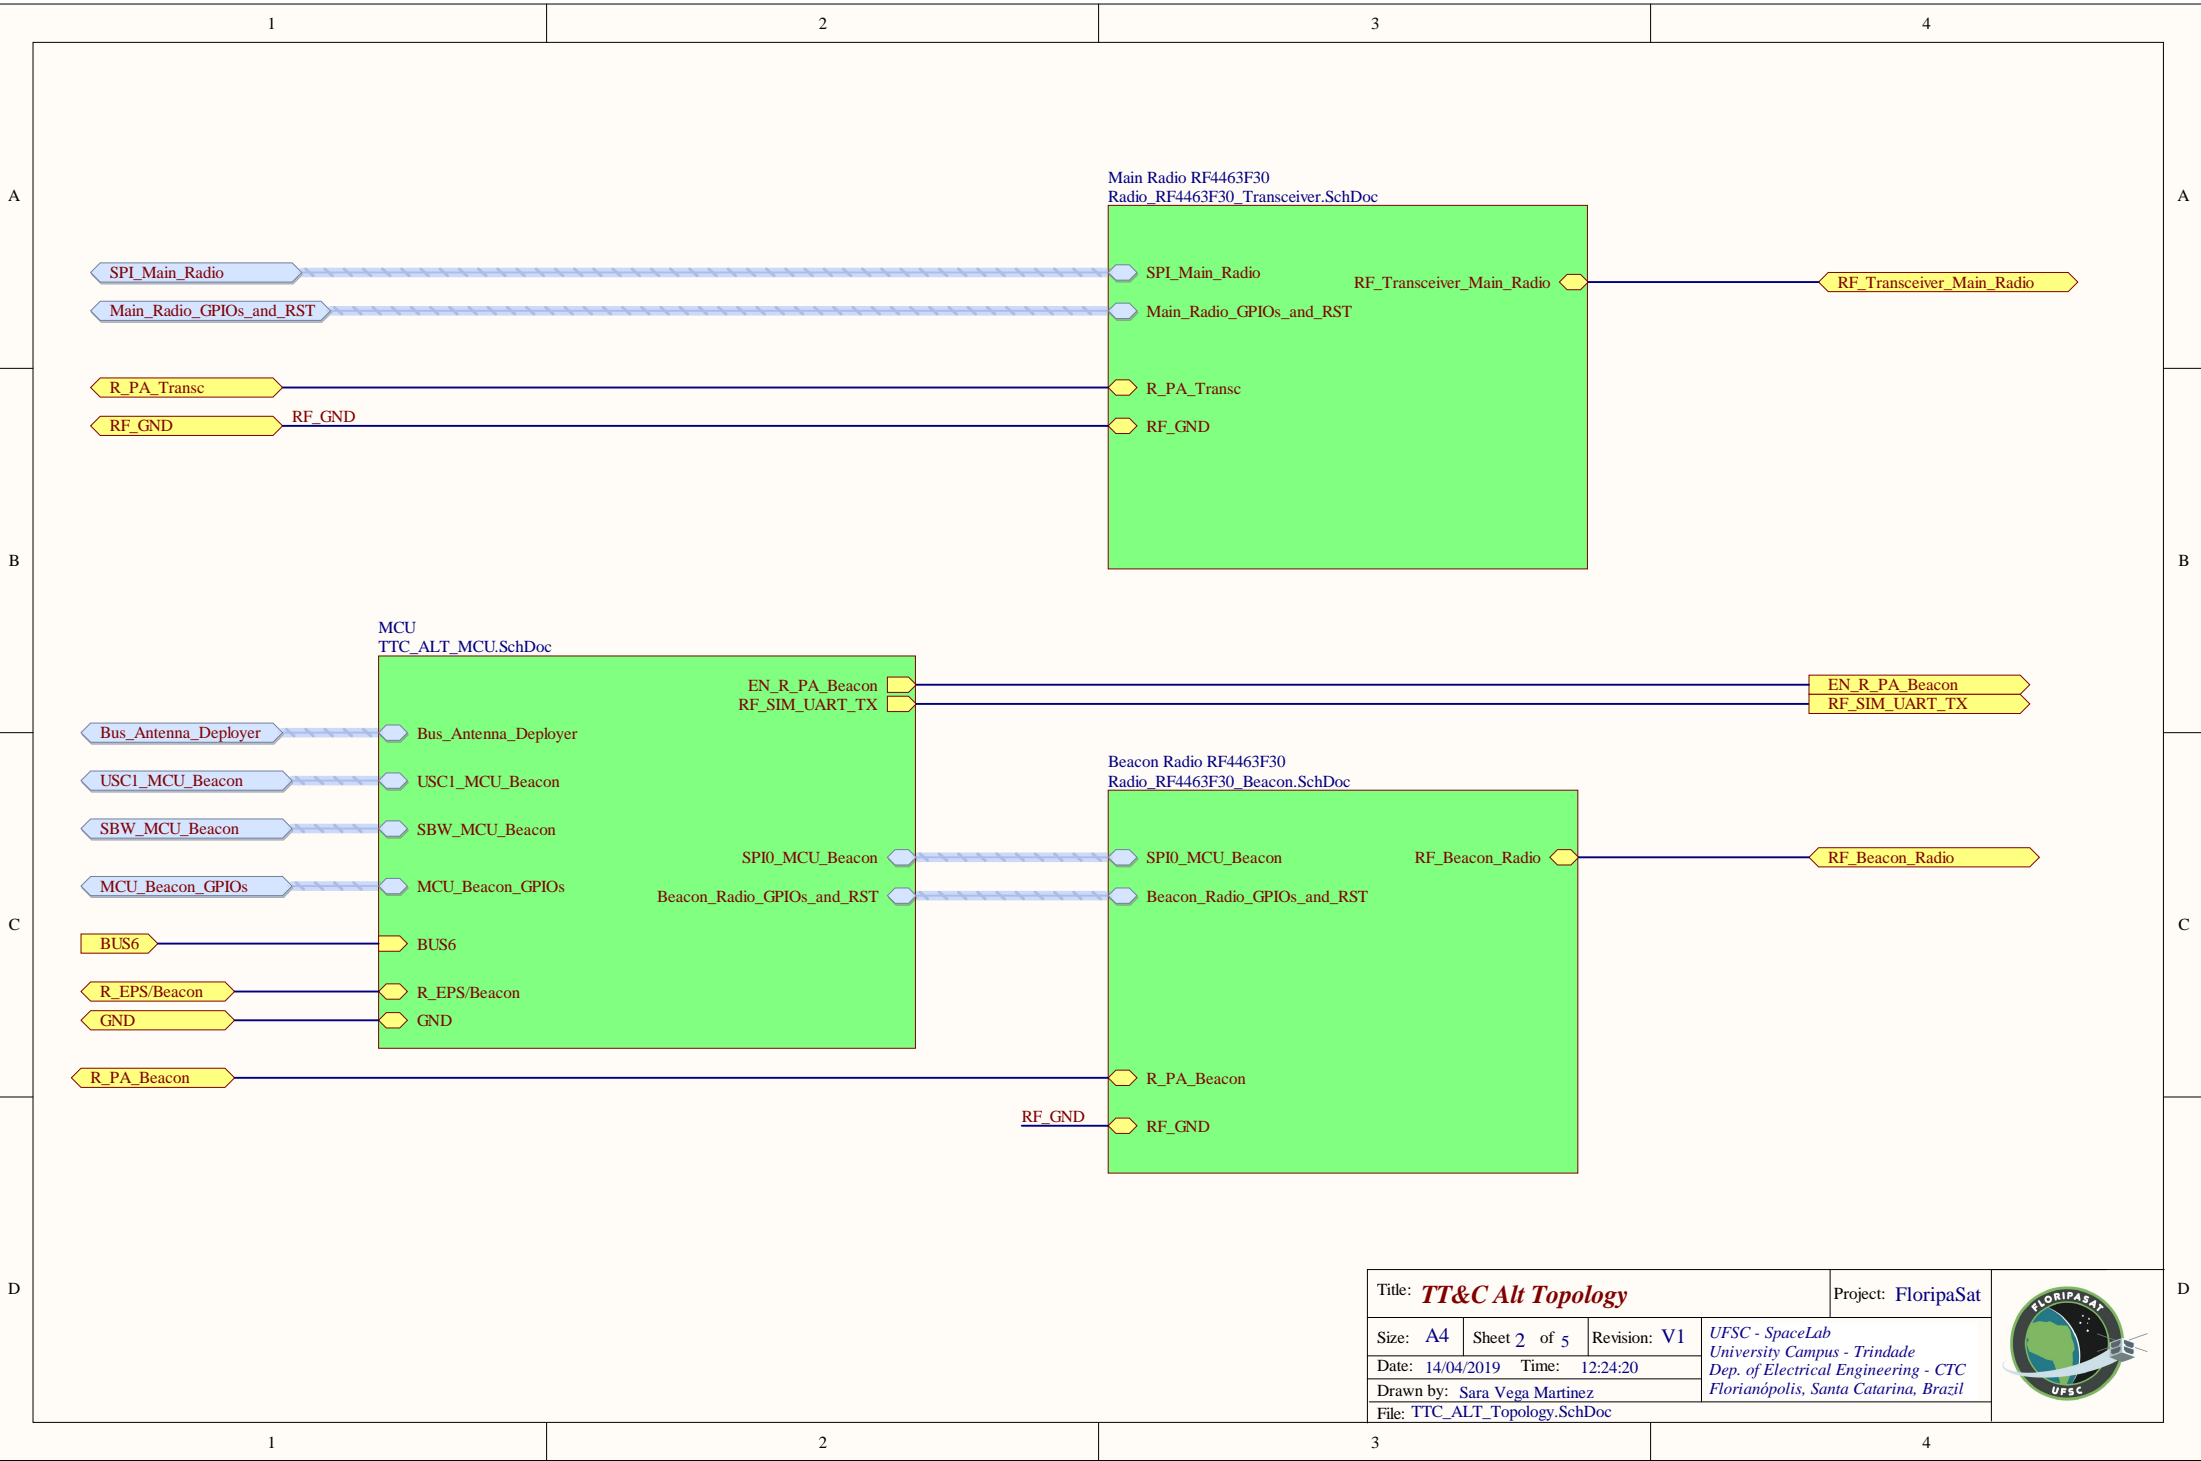 1 2 3 4
A A
B B
C C
D D
Main Radio RF4463F30
Radio_RF4463F30_Transceiver.SchDoc
SPI_Main_Radio
Main_Radio_GPIOs_and_RST
R_PA_Transc
RF_GND
RF_GND
SPI_Main_Radio
Main_Radio_GPIOs_and_RST
R_PA_Transc
RF_GND
RF_Transceiver_Main_Radio
RF_Transceiver_Main_Radio
MCU
TTC_ALT_MCU.SchDoc
Bus_Antenna_Deployer
USC1_MCU_Beacon
SBW_MCU_Beacon
MCU_Beacon_GPIOs
BUS6
R_EPS/Beacon
GND
R_PA_Beacon
Bus_Antenna_Deployer
USC1_MCU_Beacon
SBW_MCU_Beacon
MCU_Beacon_GPIOs
BUS6
R_EPS/Beacon
GND
EN_R_PA_Beacon
RF_SIM_UART_TX
SPI0_MCU_Beacon
Beacon_Radio_GPIOs_and_RST
EN_R_PA_Beacon
RF_SIM_UART_TX
Beacon Radio RF4463F30
Radio_RF4463F30_Beacon.SchDoc
SPI0_MCU_Beacon
Beacon_Radio_GPIOs_and_RST
R_PA_Beacon
RF_GND
RF_GND
RF_Beacon_Radio
RF_Beacon_Radio
Title: TT&C Alt Topology
Project: FloripaSat
Size: A4 Sheet 2 of 5 Revision: V1
Date: 14/04/2019 Time: 12:24:20
Drawn by: Sara Vega Martinez
File: TTC_ALT_Topology.SchDoc
UFSC - SpaceLab
University Campus - Trindade
Dep. of Electrical Engineering - CTC
Florianópolis, Santa Catarina, Brazil
FLORIPASAT
UFSC
1 2 3 4